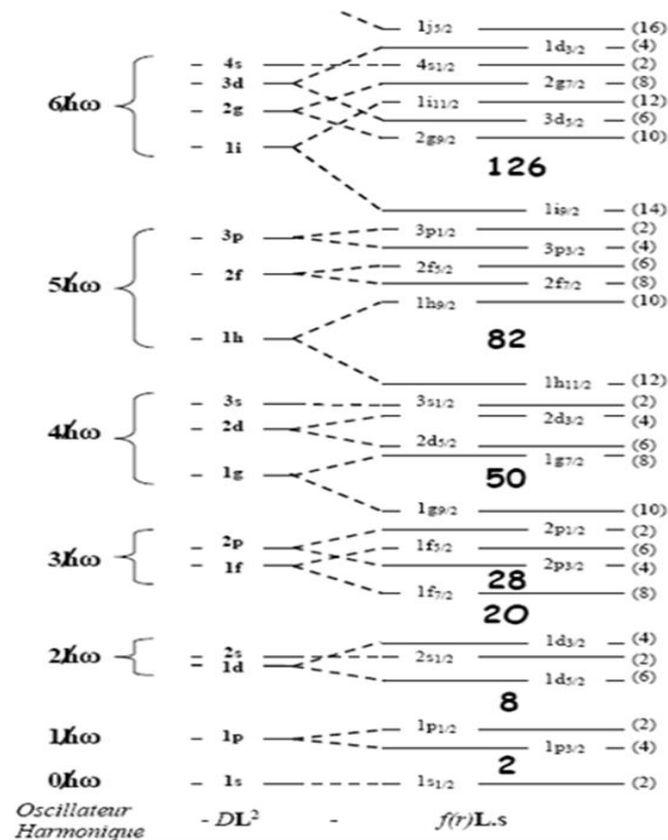 1j5/2 (16)
1d3/2 (4)
4s 4s1/2 (2)
3d 2g7/2 (8)
6ℏω 2g 1i11/2 (12)
3d5/2 (6)
2g9/2 (10)
1i
126
1i9/2 (14)
3p 3p1/2 (2)
3p3/2 (4)
2f 2f5/2 (6)
5ℏω 2f7/2 (8)
1h9/2 (10)
1h 82
1h11/2 (12)
3s 3s1/2 (2)
4ℏω 2d 2d3/2 (4)
2d5/2 (6)
1g7/2 (8)
1g 50
1g9/2 (10)
2p1/2 (2)
3ℏω 2p 1f5/2 (6)
1f 2p3/2 (4)
28
1f7/2 (8)
20
1d3/2 (4)
2ℏω 2s 2s1/2 (2)
1d 1d5/2 (6)
8
1p1/2 (2)
1ℏω 1p 1p3/2 (4)
2
0ℏω 1s 1s1/2 (2)
Oscillateur - DL² - f(r)L.s
Harmonique